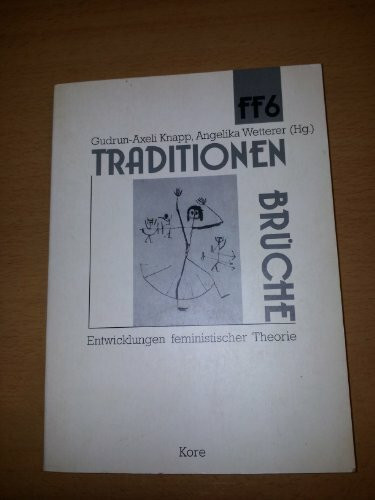 FF6
Gudrun-Axeli Knapp, Angelika Wetterer (Hg.)
TRADITIONEN
BRÜCHE
Entwicklungen feministischer Theorie
Kore